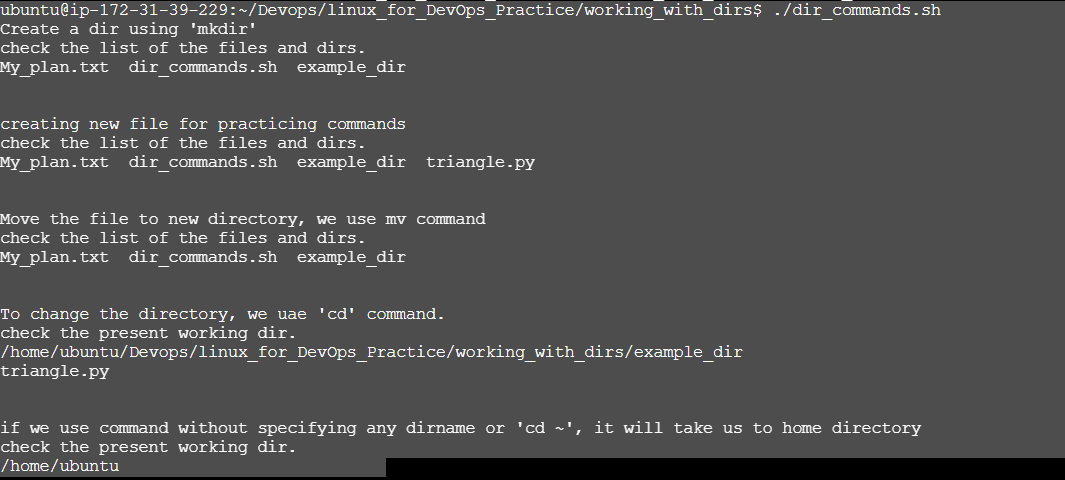 ubuntu@ip-172-31-39-229:~/Devops/linux_for_DevOps_Practice/working_with_dirs$ ./dir_commands.sh
Create a dir using 'mkdir'
check the list of the files and dirs.
My_plan.txt  dir_commands.sh  example_dir
creating new file for practicing commands
check the list of the files and dirs.
My_plan.txt  dir_commands.sh  example_dir  triangle.py
Move the file to new directory, we use mv command
check the list of the files and dirs.
My_plan.txt  dir_commands.sh  example_dir
To change the directory, we uae 'cd' command.
check the present working dir.
/home/ubuntu/Devops/linux_for_DevOps_Practice/working_with_dirs/example_dir
triangle.py
if we use command without specifying any dirname or 'cd ~', it will take us to home directory
check the present working dir.
/home/ubuntu